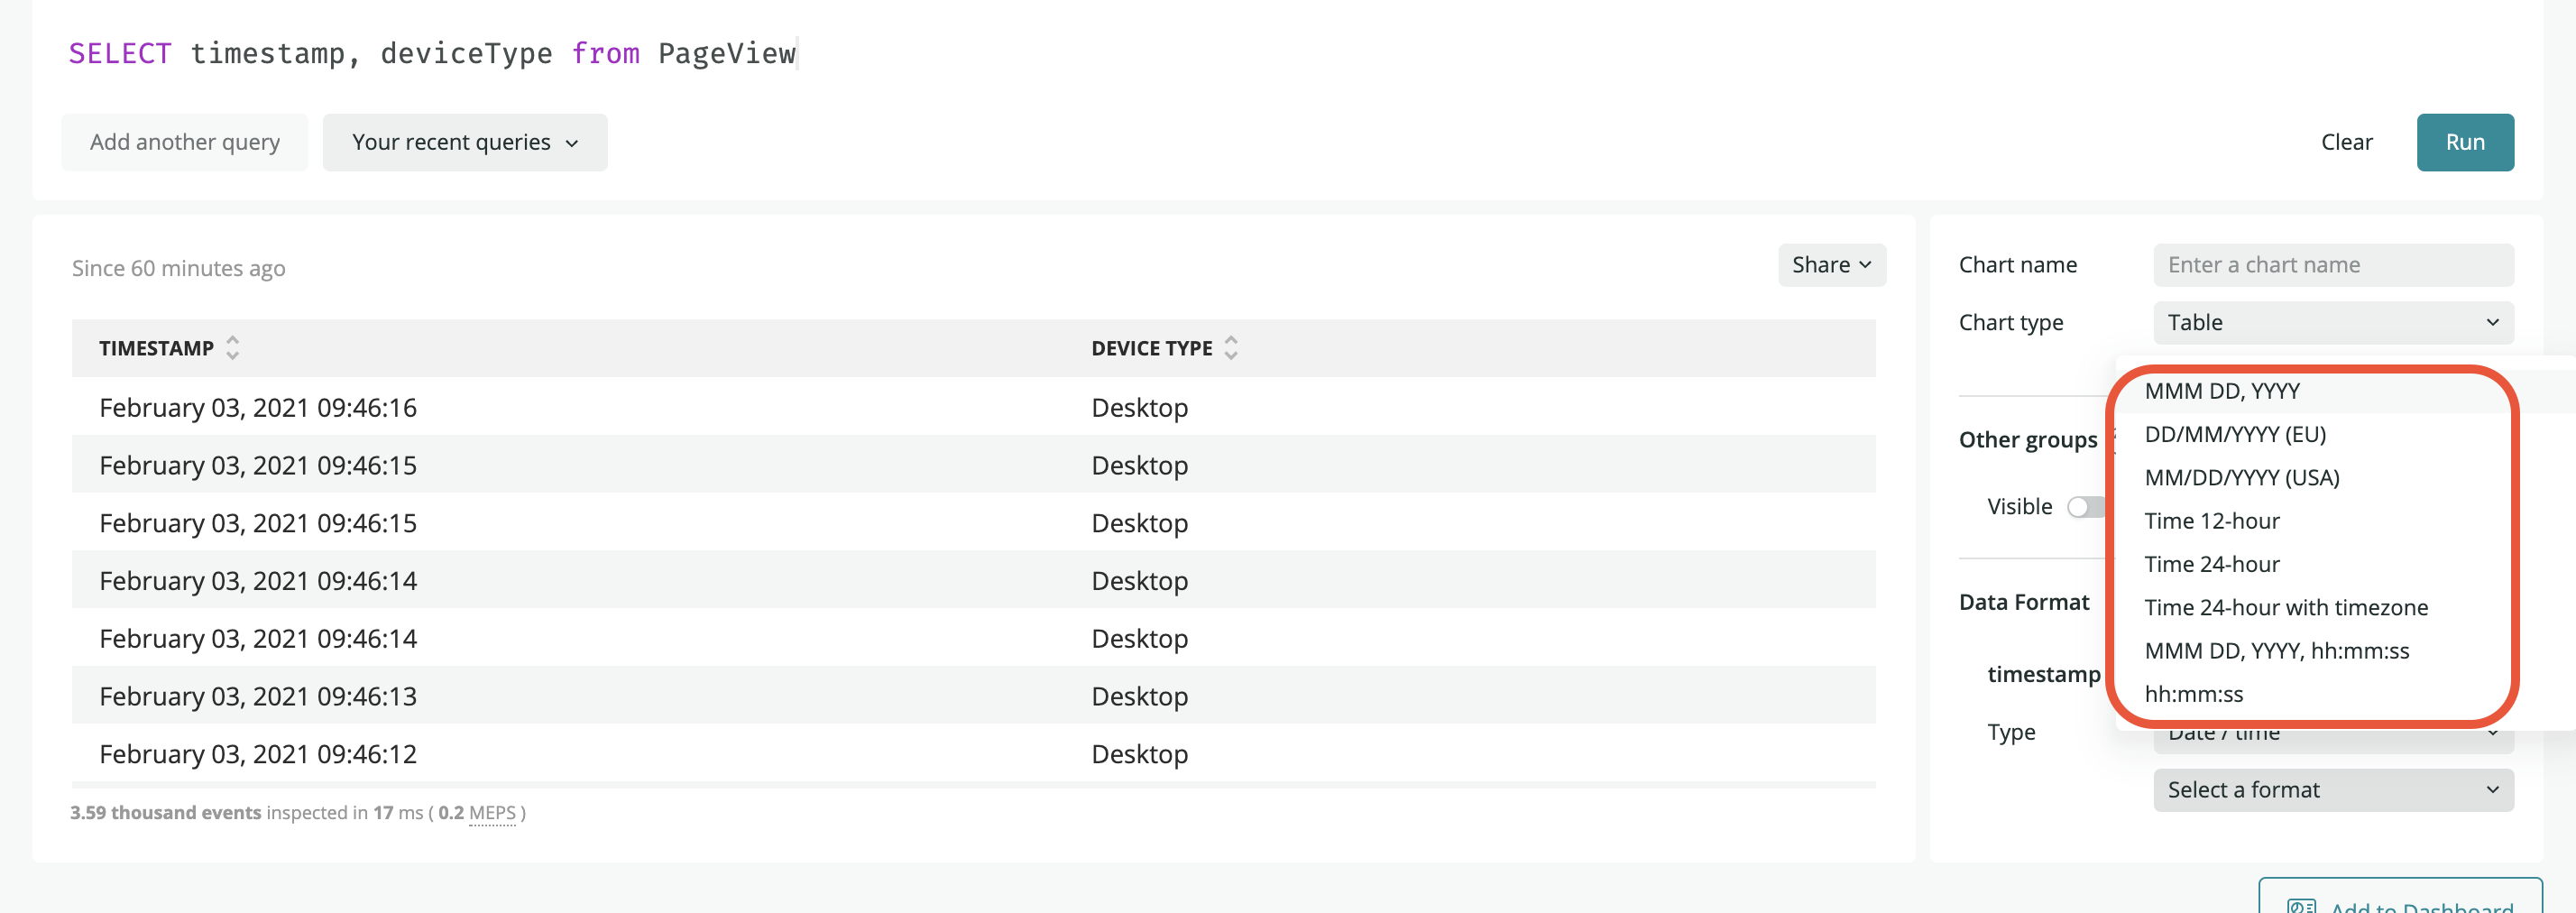 SELECT timestamp, deviceType from PageView
Add another query
Your recent queries
Clear
Run
Since 60 minutes ago
Share
TIMESTAMP
DEVICE TYPE
February 03, 2021 09:46:16
Desktop
February 03, 2021 09:46:15
Desktop
February 03, 2021 09:46:15
Desktop
February 03, 2021 09:46:14
Desktop
February 03, 2021 09:46:14
Desktop
February 03, 2021 09:46:13
Desktop
February 03, 2021 09:46:12
Desktop
3.59 thousand events inspected in 17 ms ( 0.2 MEPS )
Chart name
Enter a chart name
Chart type
Table
Other groups
Visible
Data Format
timestamp
Type
MMM DD, YYYY
DD/MM/YYYY (EU)
MM/DD/YYYY (USA)
Time 12-hour
Time 24-hour
Time 24-hour with timezone
MMM DD, YYYY, hh:mm:ss
hh:mm:ss
Date / time
Select a format
Add to Dashboard